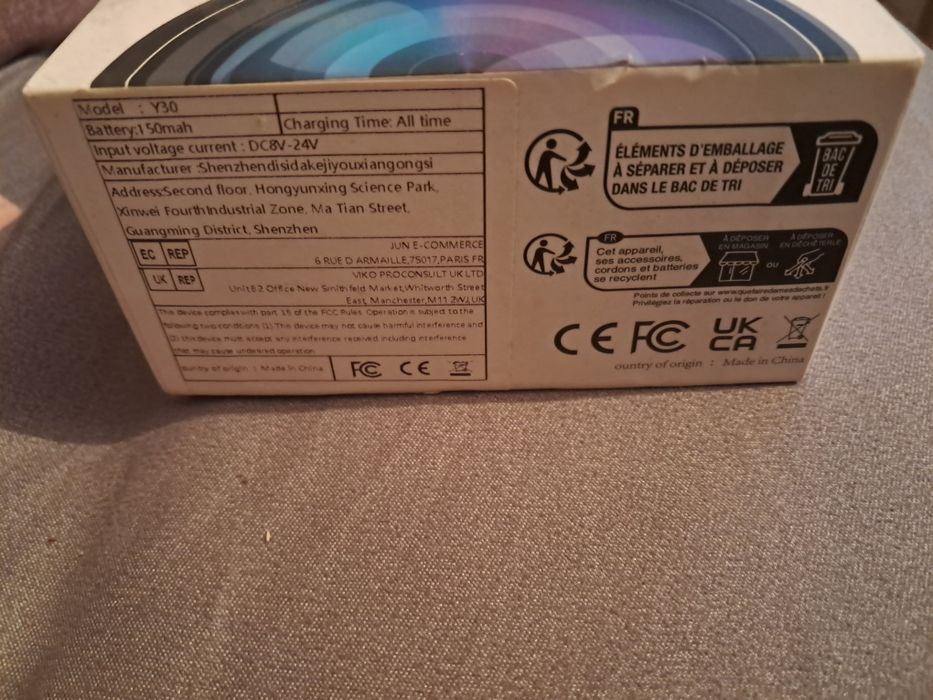 Model : Y30
Battery:150mah
Charging Time: All time
Input voltage current : DC8V-24V
Manufacturer :Shenzhendisidakejiyouxiangongsi
Address:Second floor, Hongyunxing Science Park,
Xinwei Fourth Industrial Zone, Ma Tian Street,
Guangming District, Shenzhen
EC REP
JUN E-COMMERCE
6 RUE D ARMAILLE,75017,PARIS FR
UK REP
VIKO PROCONSULT UK LTD
Unit62 Office New Smithfeld Market,Whitworth Street
East, Manchester,M11 2WJ,UK
This device complies with part 15 of the FCC Rules Operation is subject to the
following two conditions (1) This device may not cause harmful interference and
(2) this device must accept any interference received including interference
that may cause undesired operation
ountry of origin : Made in China
FC CE
FR
ÉLÉMENTS D'EMBALLAGE
À SÉPARER ET À DÉPOSER
DANS LE BAC DE TRI
BAC
DE
TRI
FR
Cet appareil,
ses accessoires,
cordons et batteries
se recyclent
À DÉPOSER
EN MAGASIN
OU
À DÉPOSER
EN DÉCHÈTERIE
Points de collecte sur www.quefairedemesdechets.fr
Privilégiez la réparation ou le don de votre appareil !
CE FC UK
CA
ountry of origin : Made in China